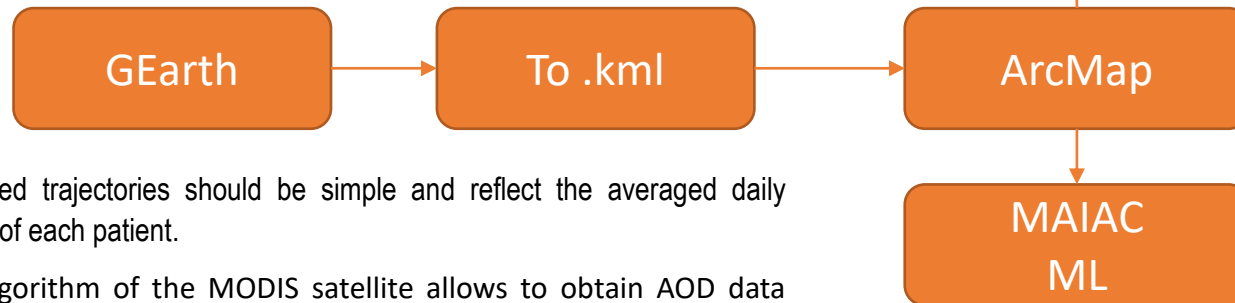 GEarth
To .kml
ArcMap
ed trajectories should be simple and reflect the averaged daily
of each patient.
gorithm of the MODIS satellite allows to obtain AOD data
MAIAC
ML